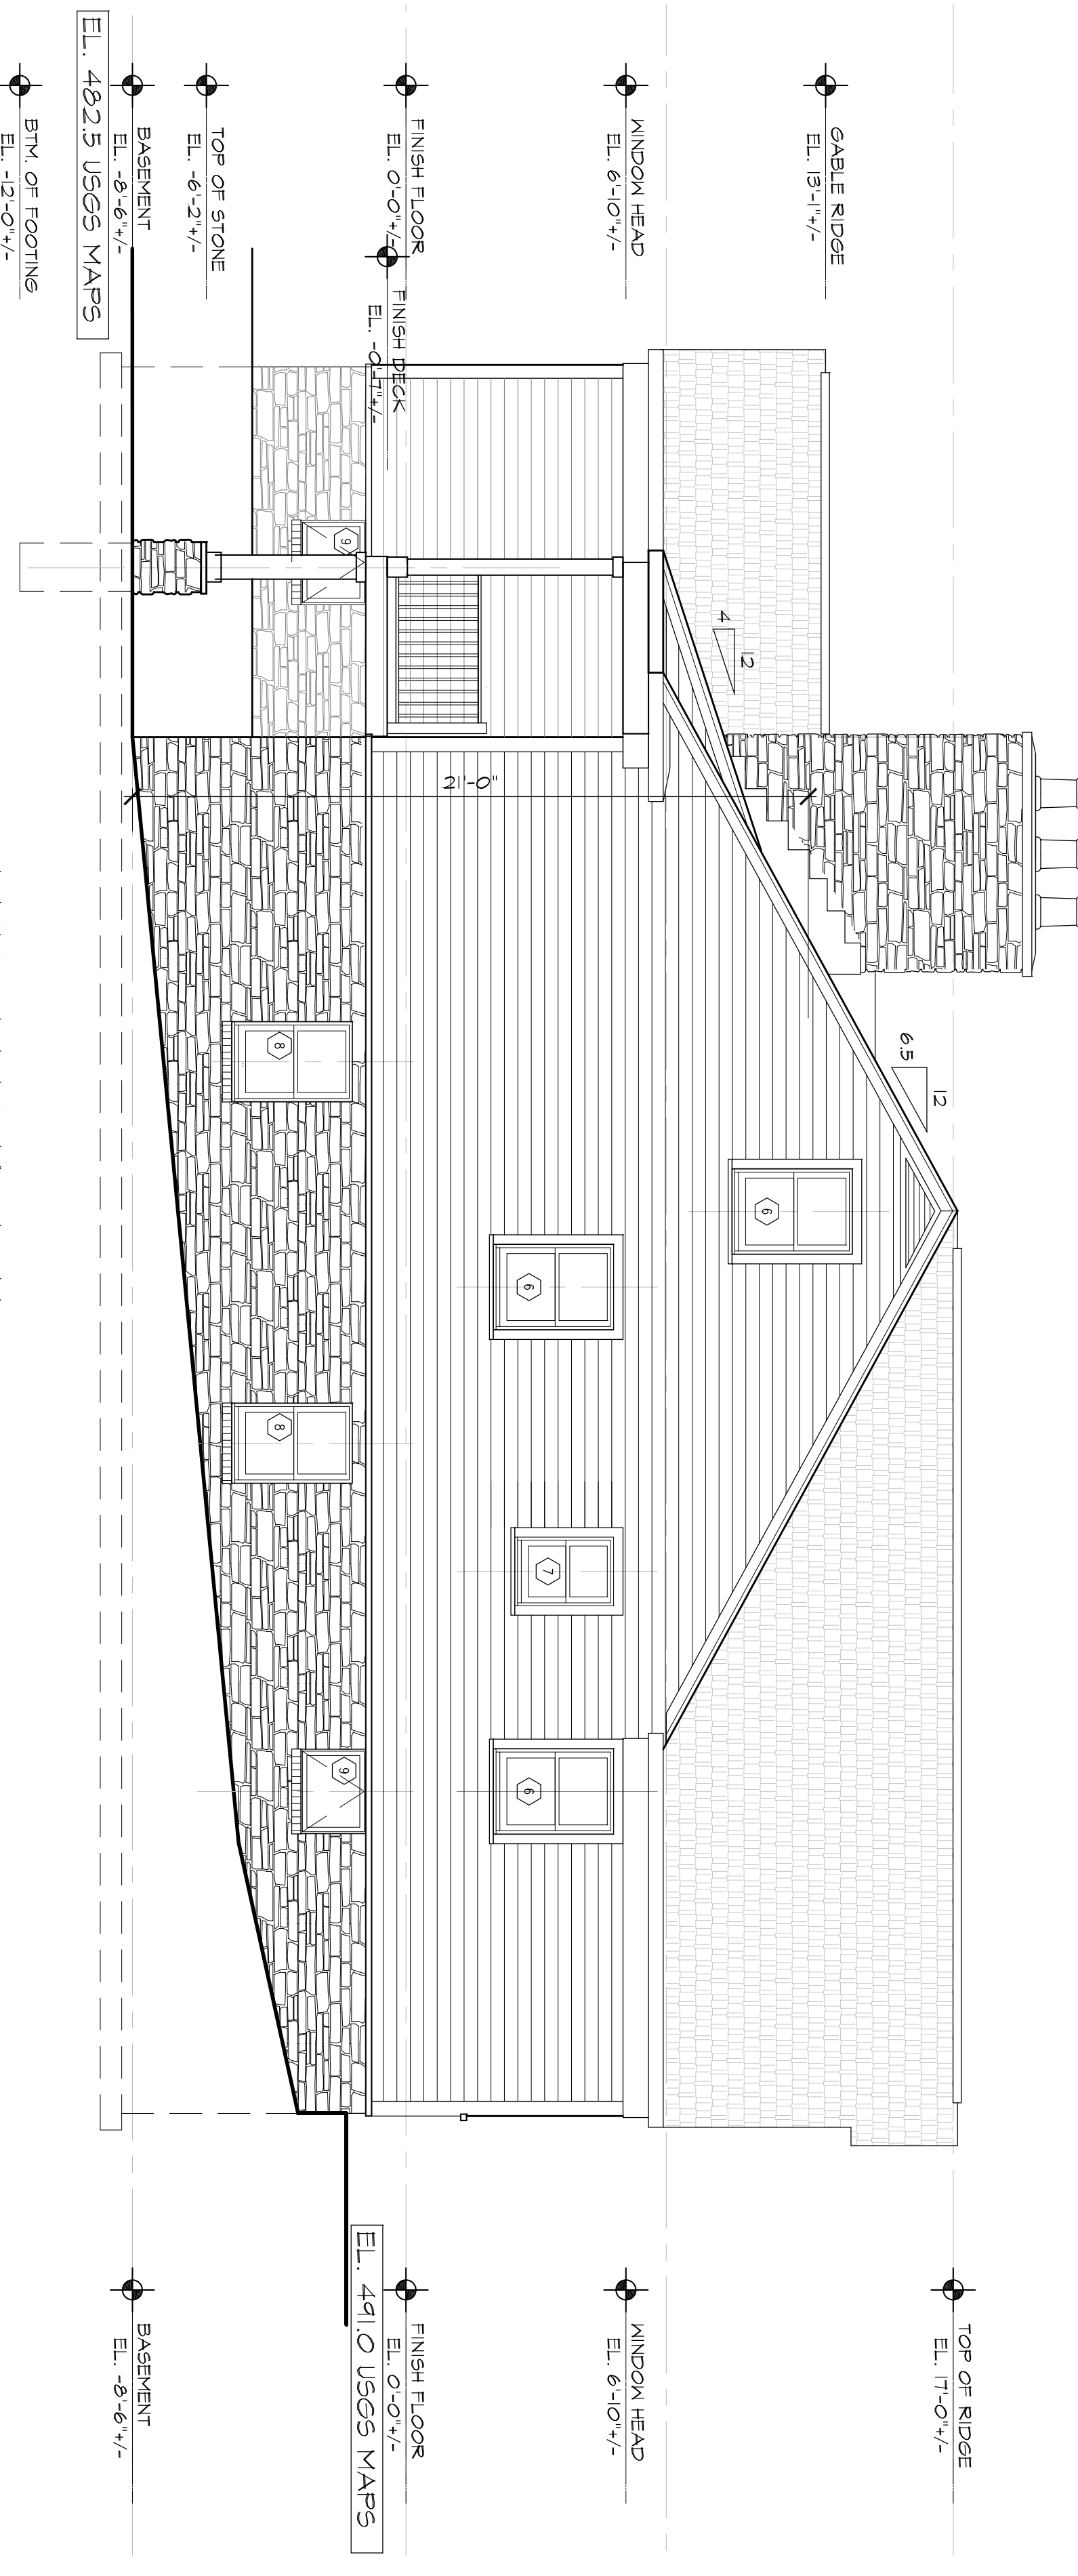 GABLE RIDGE
EL. 13'-1"+/-
WINDOW HEAD
EL. 6'-10"+/-
FINISH FLOOR
EL. 0'-0"+/-
FINISH DECK
EL. -0'-7"+/-
TOP OF STONE
EL. -6'-2"+/-
BASEMENT
EL. -8'-6"+/-
EL. 482.5 USGS MAPS
BTM. OF FOOTING
EL. -12'-0"+/-
12
4
21'-0"
12
6.5
6
6
7
6
8
8
9
9
TOP OF RIDGE
EL. 17'-0"+/-
WINDOW HEAD
EL. 6'-10"+/-
FINISH FLOOR
EL. 0'-0"+/-
EL. 491.0 USGS MAPS
BASEMENT
EL. -8'-6"+/-